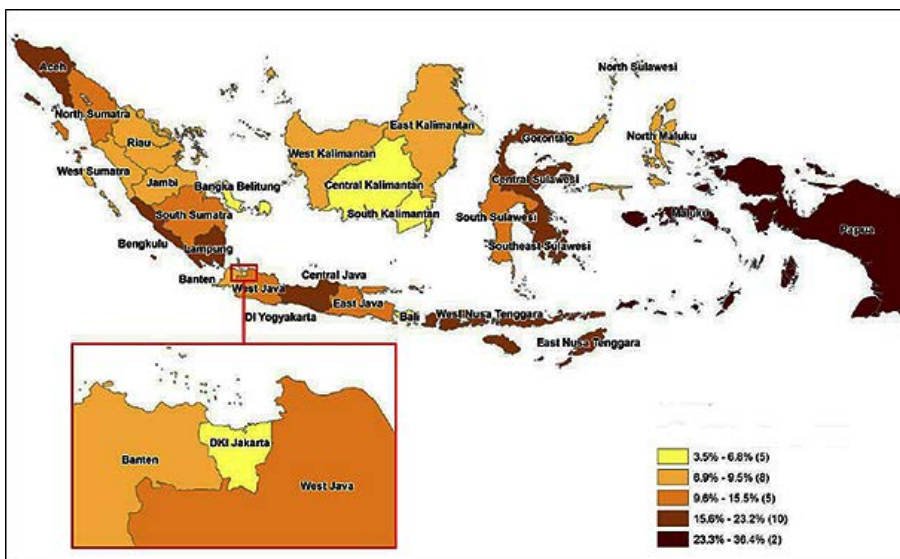 North Sulawesi
Aceh
North Sumatra
East Kalimantan
North Maluku
Gorontalo
Riau
West Kalimantan
West Sumatra
Central Sulawesi
Jambi
Bangka Belitung
Central Kalimantan
South Sumatra
South Kalimantan
South Sulawesi
Maluku
Papua
Bengkulu
Lampung
Southeast Sulawesi
Banten
Central Java
West Java
East Java
DI Yogyakarta
Bali
West Nusa Tenggara
East Nusa Tenggara
DKI Jakarta
Banten
West Java
3.5% - 6.8% (5)
6.9% - 9.5% (8)
9.6% - 15.5% (5)
15.6% - 23.2% (10)
23.3% - 36.4% (2)